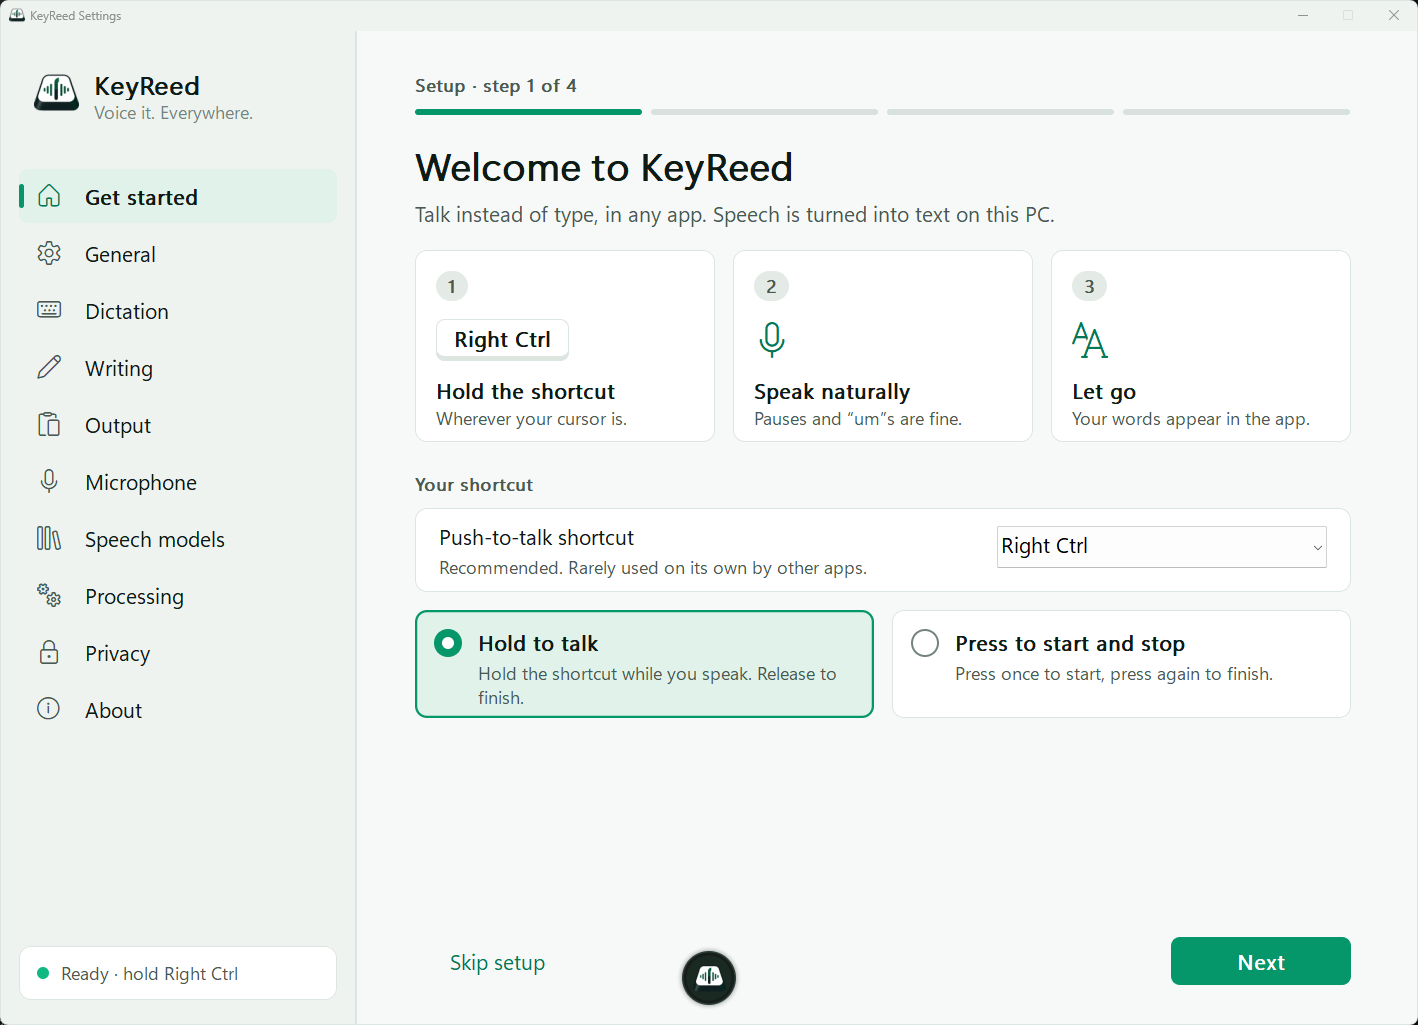 KeyReed Settings
KeyReed
Voice it. Everywhere.
Get started
General
Dictation
Writing
Output
Microphone
Speech models
Processing
Privacy
About
Ready · hold Right Ctrl
Setup · step 1 of 4
Welcome to KeyReed
Talk instead of type, in any app. Speech is turned into text on this PC.
1
Right Ctrl
Hold the shortcut
Wherever your cursor is.
2
Speak naturally
Pauses and “um”s are fine.
3
Let go
Your words appear in the app.
Your shortcut
Push-to-talk shortcut
Recommended. Rarely used on its own by other apps.
Right Ctrl
Hold to talk
Hold the shortcut while you speak. Release to
finish.
Press to start and stop
Press once to start, press again to finish.
Skip setup
Next